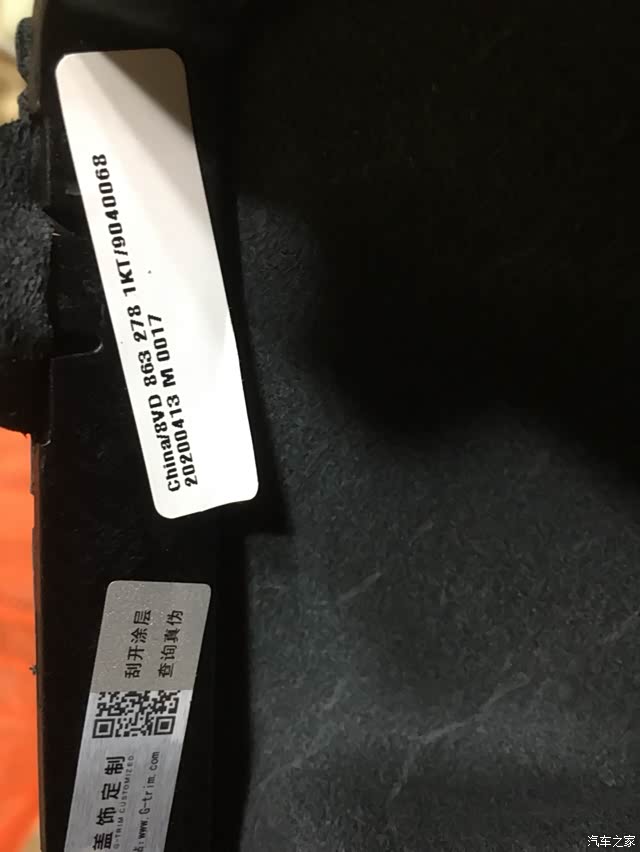 China/8VD 863 278 1KT/9040068
20200413 M 0017
刮开涂层
查询真伪
盖饰定制
G-TRIM CUSTOMIZED
www.G-trim.com
汽车之家